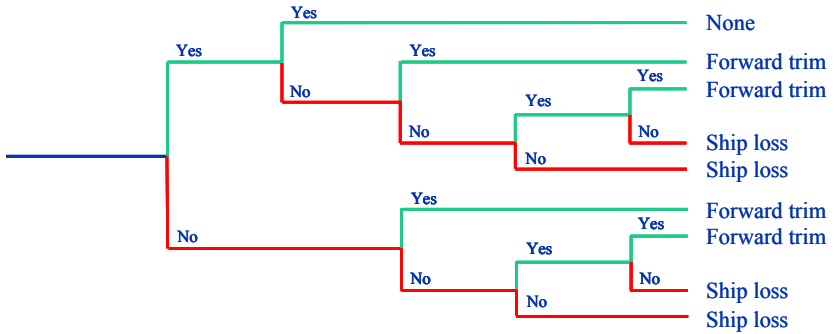 Yes
None
Yes
Forward trim
Yes
Forward trim
No
Yes
No
Ship loss
No
No
Ship loss
Yes
Forward trim
Yes
Forward trim
No
Yes
No
No
Ship loss
No
Ship loss